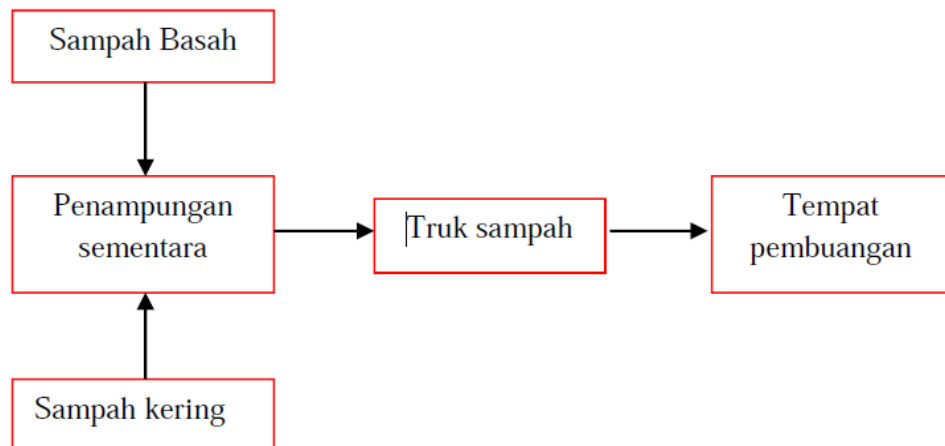 Sampah Basah
Penampungan
sementara
Truk sampah
Tempat
pembuangan
Sampah kering